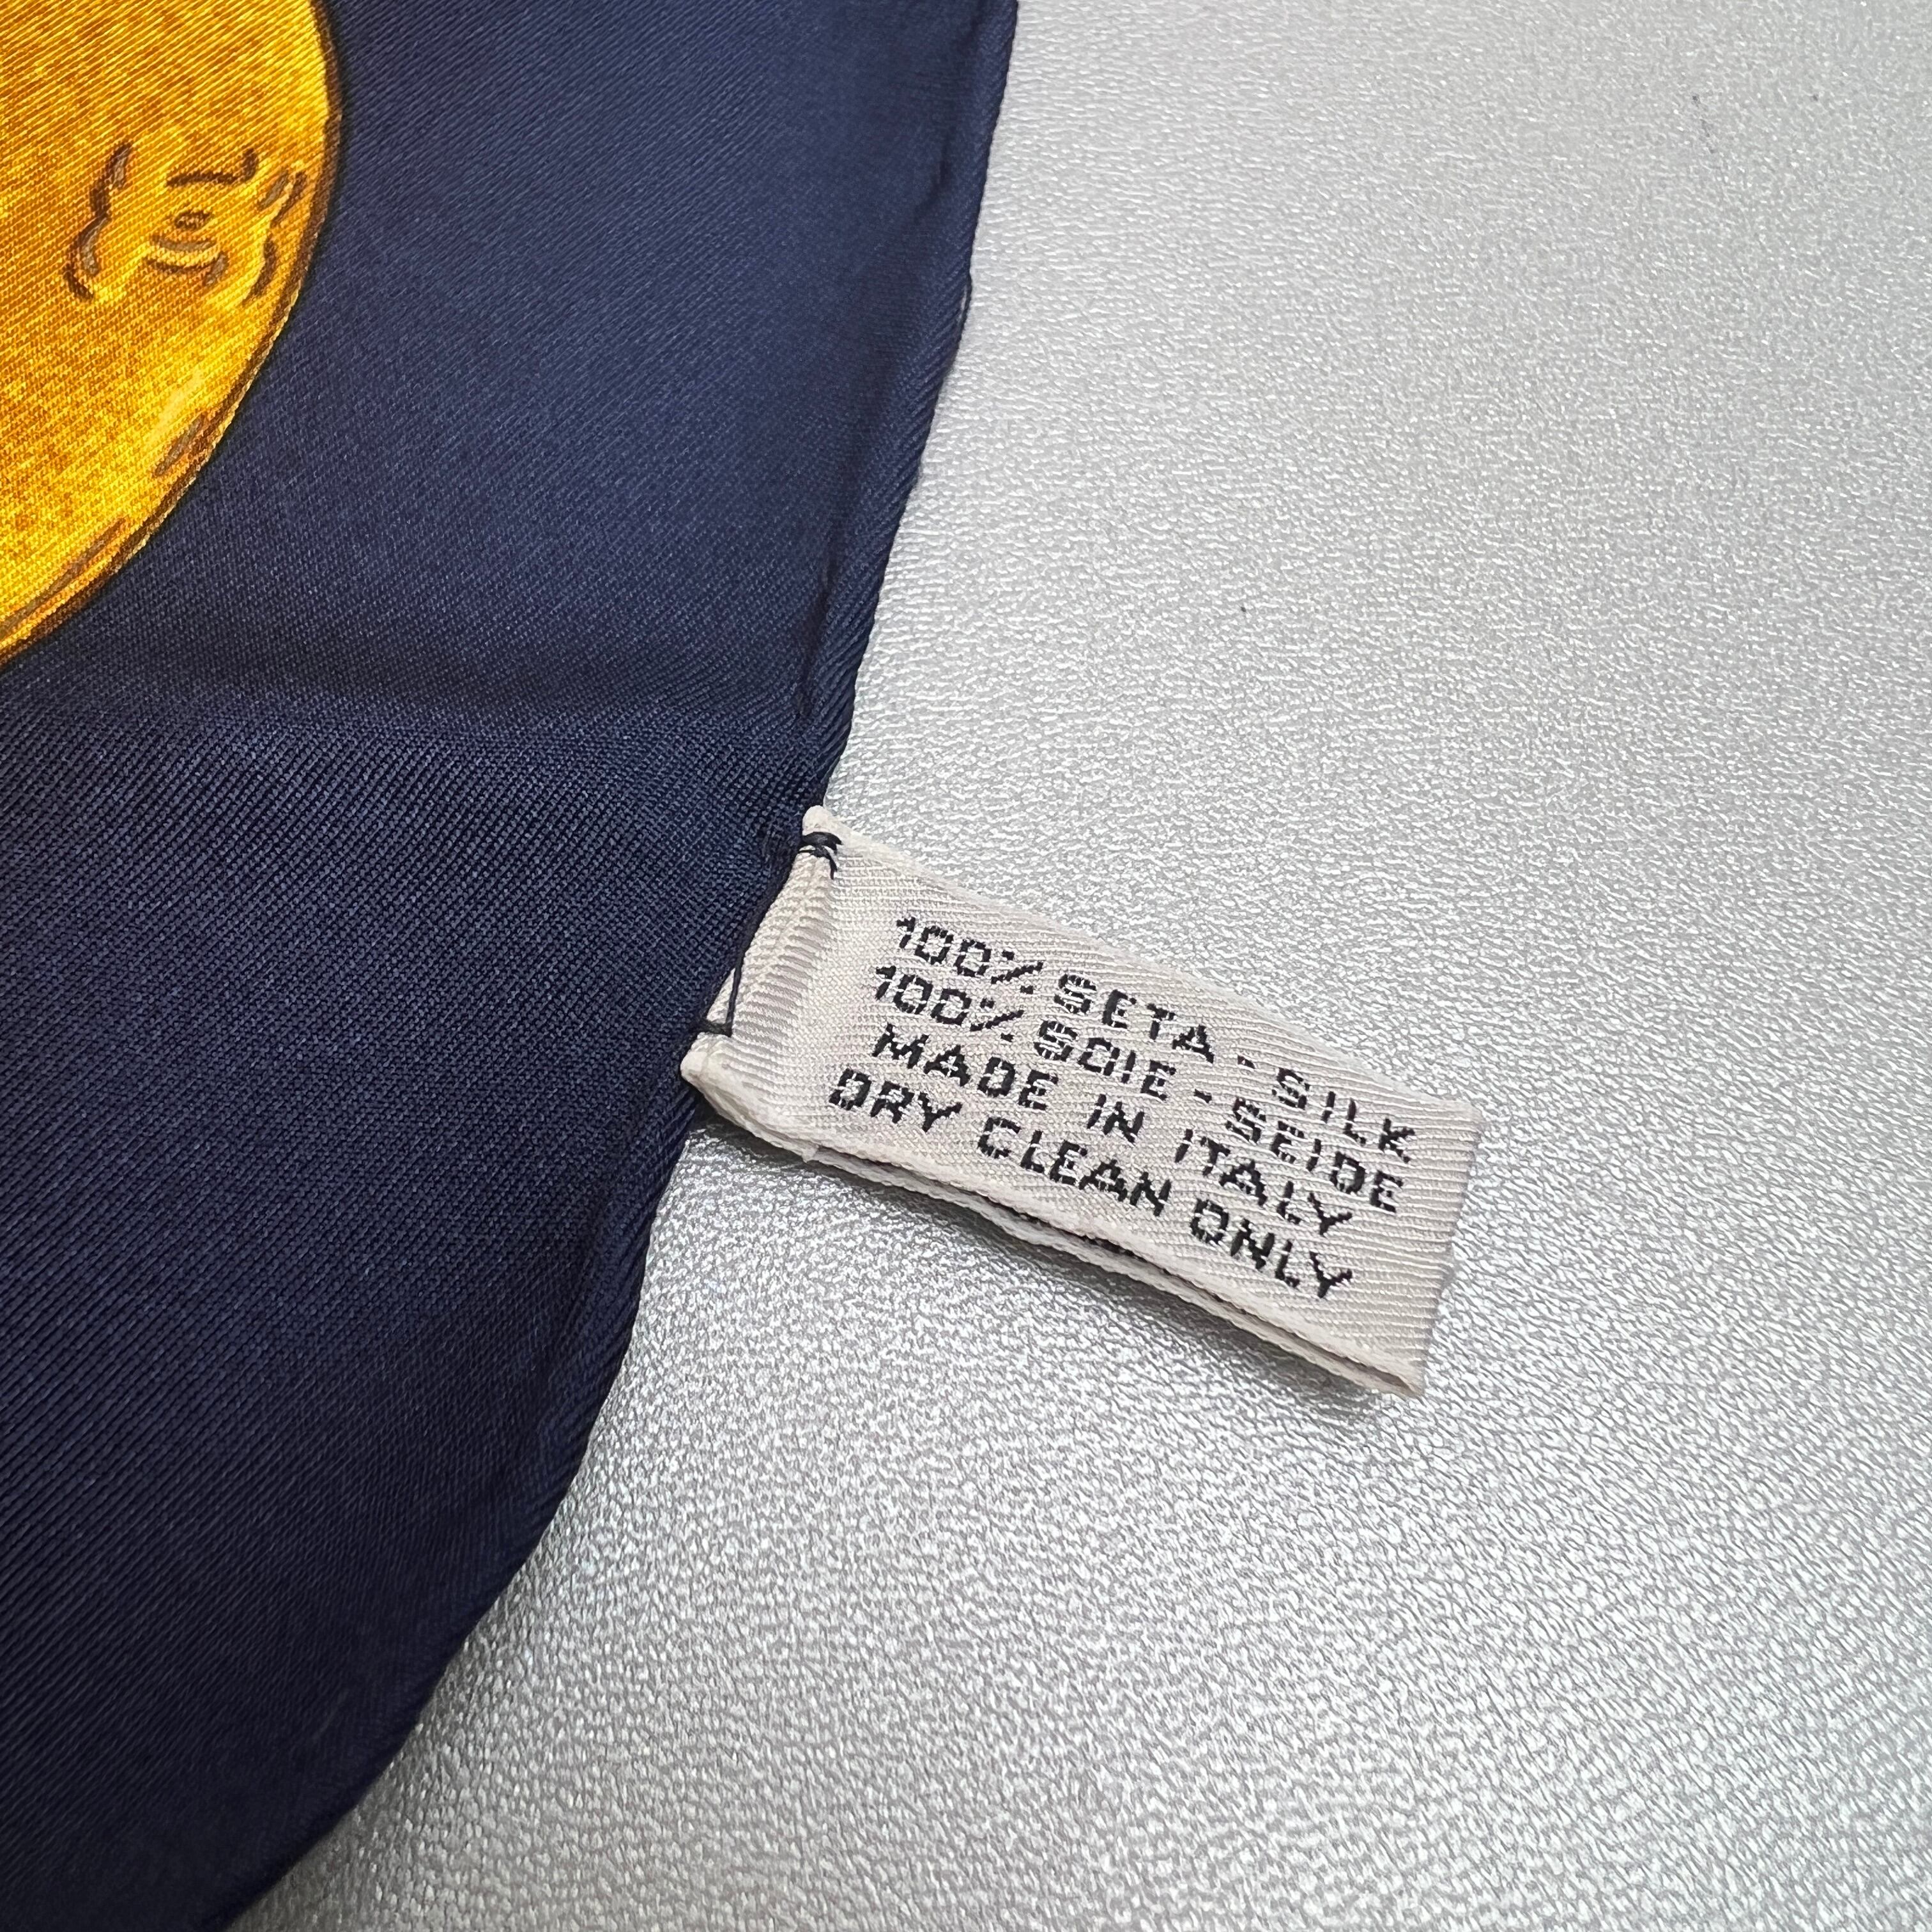 100% SETA - SILK
100% SOIE - SEIDE
MADE IN ITALY
DRY CLEAN ONLY